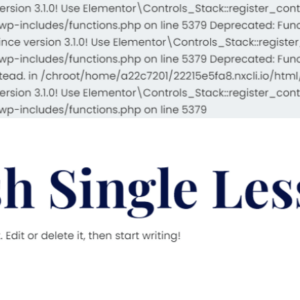 ersion 3.1.0! Use Elementor\Controls_Stack::register_cont
wp-includes/functions.php on line 5379 Deprecated: Func
ince version 3.1.0! Use Elementor\Controls_Stack::register
wp-includes/functions.php on line 5379 Deprecated: Func
stead. in /chroot/home/a22c7201/22215e5fa8.nxcli.io/html/
ersion 3.1.0! Use Elementor\Controls_Stack::register_cont
wp-includes/functions.php on line 5379
sh Single Less
. Edit or delete it, then start writing!